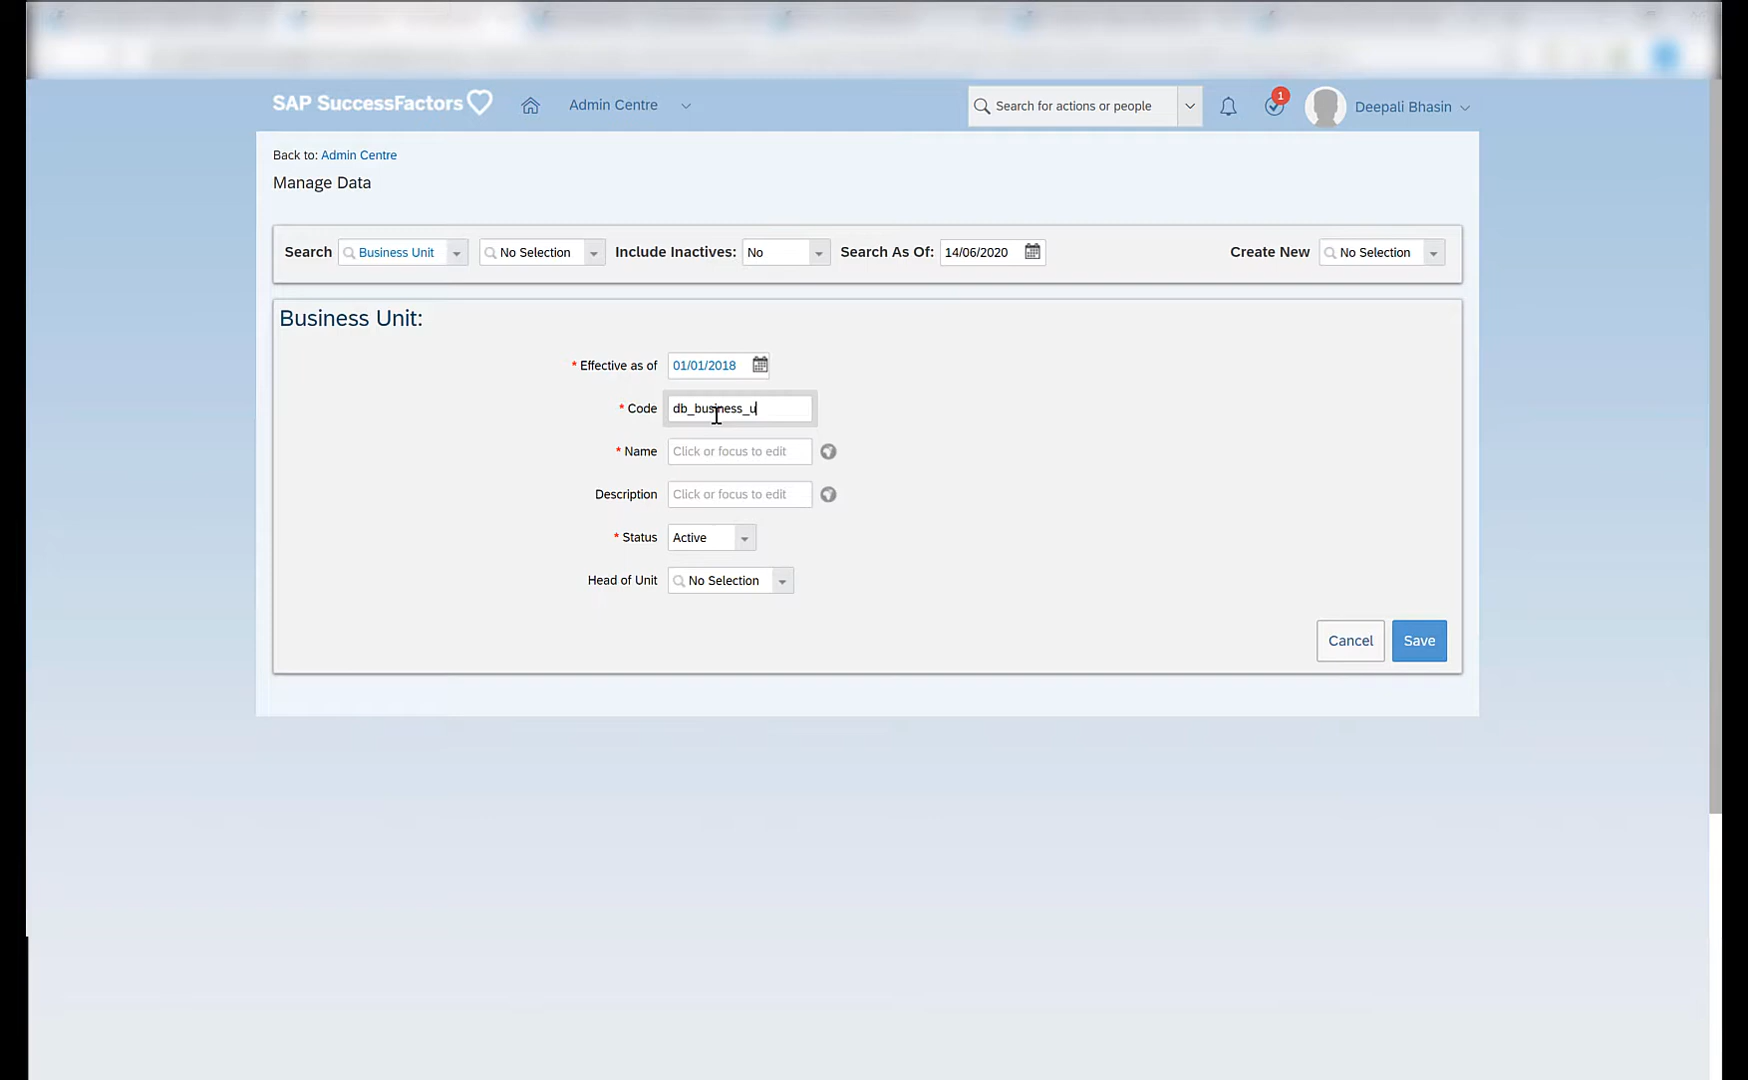 SAP SuccessFactors Admin Centre Search for actions or people 1 Deepali Bhasin
Back to: Admin Centre
Manage Data
Search Business Unit No Selection Include Inactives: No Search As Of: 14/06/2020 Create New No Selection
Business Unit:
* Effective as of 01/01/2018
* Code db_business_u
* Name Click or focus to edit
Description Click or focus to edit
* Status Active
Head of Unit No Selection
Cancel Save